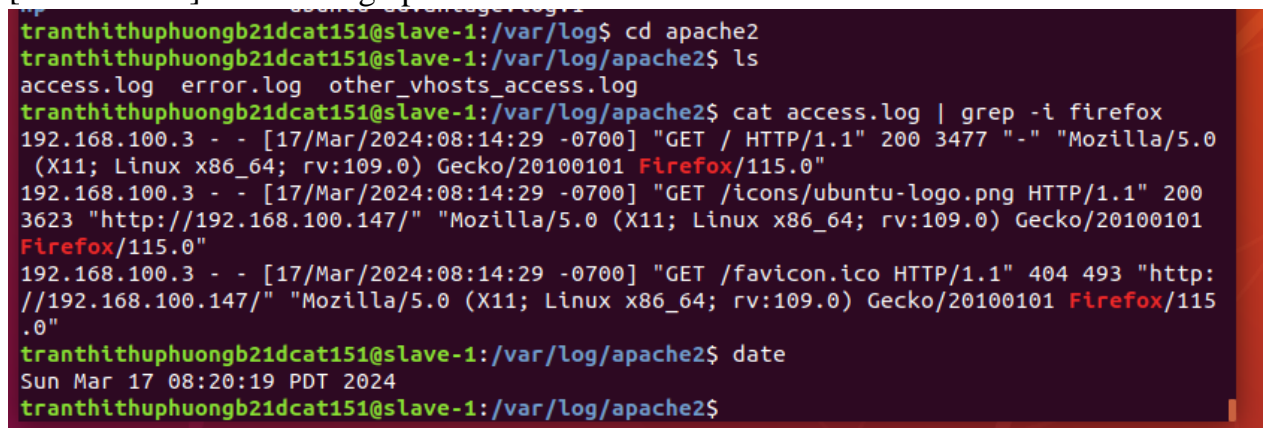 tranthithuphuongb21dcat151@slave-1:/var/log$ cd apache2
tranthithuphuongb21dcat151@slave-1:/var/log/apache2$ ls
access.log  error.log  other_vhosts_access.log
tranthithuphuongb21dcat151@slave-1:/var/log/apache2$ cat access.log | grep -i firefox
192.168.100.3 - - [17/Mar/2024:08:14:29 -0700] "GET / HTTP/1.1" 200 3477 "-" "Mozilla/5.0
 (X11; Linux x86_64; rv:109.0) Gecko/20100101 Firefox/115.0"
192.168.100.3 - - [17/Mar/2024:08:14:29 -0700] "GET /icons/ubuntu-logo.png HTTP/1.1" 200
3623 "http://192.168.100.147/" "Mozilla/5.0 (X11; Linux x86_64; rv:109.0) Gecko/20100101
Firefox/115.0"
192.168.100.3 - - [17/Mar/2024:08:14:29 -0700] "GET /favicon.ico HTTP/1.1" 404 493 "http:
//192.168.100.147/" "Mozilla/5.0 (X11; Linux x86_64; rv:109.0) Gecko/20100101 Firefox/115
.0"
tranthithuphuongb21dcat151@slave-1:/var/log/apache2$ date
Sun Mar 17 08:20:19 PDT 2024
tranthithuphuongb21dcat151@slave-1:/var/log/apache2$